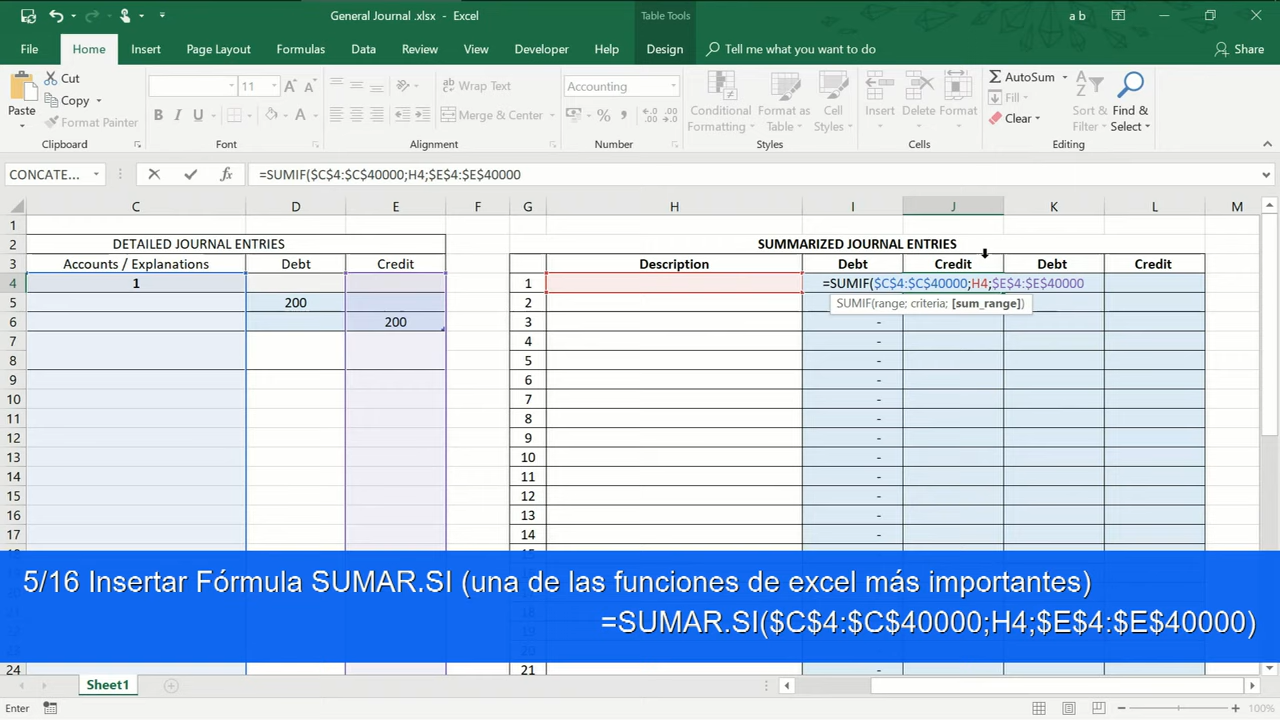 General Journal .xlsx - Excel
Table Tools
a b
File Home Insert Page Layout Formulas Data Review View Developer Help Design Tell me what you want to do Share
Paste
Cut
Copy
Format Painter
Clipboard
11
B I U
Font
Wrap Text
Merge & Center
Alignment
Accounting
Number
Conditional Formatting
Format as Table
Cell Styles
Styles
Insert Delete Format
Cells
AutoSum
Fill
Clear
Sort & Filter
Find & Select
Editing
CONCATE... =SUMIF($C$4:$C$40000;H4;$E$4:$E$40000
C D E F G H I J K L M
1
2 DETAILED JOURNAL ENTRIES SUMMARIZED JOURNAL ENTRIES
3 Accounts / Explanations Debt Credit Description Debt Credit Debt Credit
4 1 1 =SUMIF($C$4:$C$40000;H4;$E$4:$E$40000
5 200 2 SUMIF(range; criteria; [sum_range])
6 200 3 -
7 4 -
8 5 -
9 6 -
10 7 -
11 8 -
12 9 -
13 10 -
14 11 -
15 12 -
16 13 -
17 14 -
5/16 Insertar Fórmula SUMAR.SI (una de las funciones de excel más importantes)
=SUMAR.SI($C$4:$C$40000;H4;$E$4:$E$40000)
24 21 -
Sheet1
Enter 100%